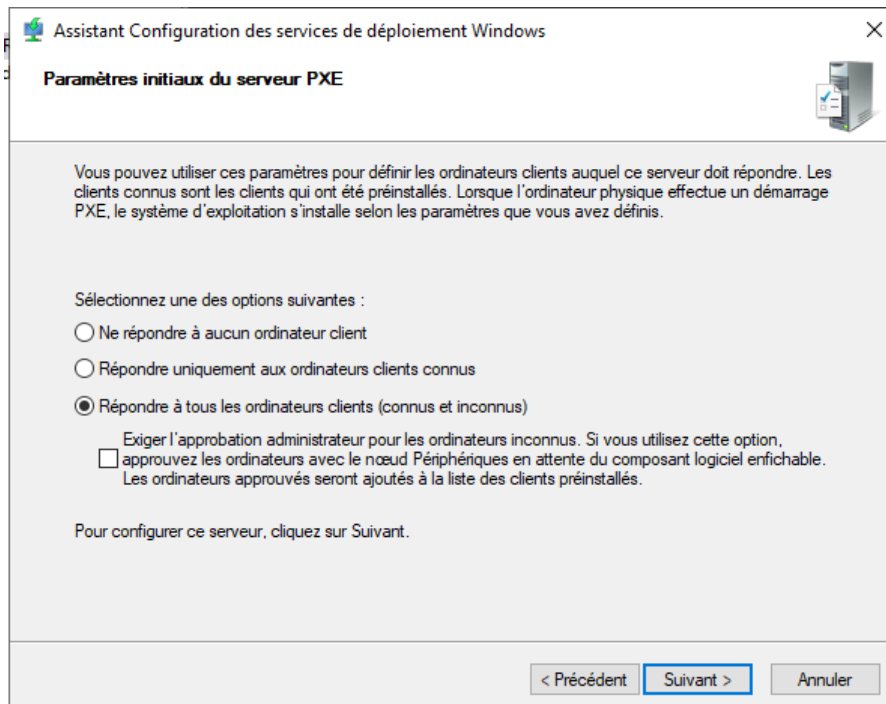 Assistant Configuration des services de déploiement Windows
Paramètres initiaux du serveur PXE
Vous pouvez utiliser ces paramètres pour définir les ordinateurs clients auquel ce serveur doit répondre. Les
clients connus sont les clients qui ont été préinstallés. Lorsque l'ordinateur physique effectue un démarrage
PXE, le système d'exploitation s'installe selon les paramètres que vous avez définis.
Sélectionnez une des options suivantes :
Ne répondre à aucun ordinateur client
Répondre uniquement aux ordinateurs clients connus
Répondre à tous les ordinateurs clients (connus et inconnus)
Exiger l'approbation administrateur pour les ordinateurs inconnus. Si vous utilisez cette option,
approuvez les ordinateurs avec le nœud Périphériques en attente du composant logiciel enfichable.
Les ordinateurs approuvés seront ajoutés à la liste des clients préinstallés.
Pour configurer ce serveur, cliquez sur Suivant.
< Précédent Suivant > Annuler